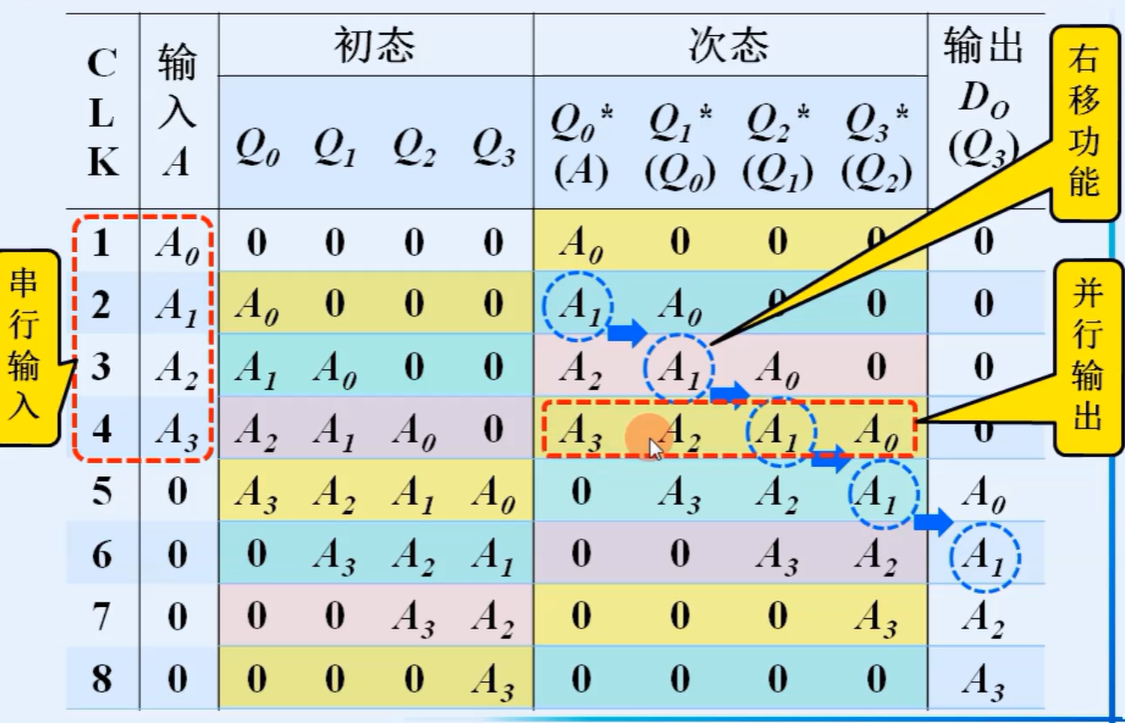 CLK 输入 A 初态 次态 输出 D_O (Q_3)
Q_0 Q_1 Q_2 Q_3 Q_0* (A) Q_1* (Q_0) Q_2* (Q_1) Q_3* (Q_2)
1 A_0 0 0 0 0 A_0 0 0 0 0
2 A_1 A_0 0 0 0 A_1 A_0 0 0 0
3 A_2 A_1 A_0 0 0 A_2 A_1 A_0 0 0
4 A_3 A_2 A_1 A_0 0 A_3 A_2 A_1 A_0 0
5 0 A_3 A_2 A_1 A_0 0 A_3 A_2 A_1 A_0
6 0 0 A_3 A_2 A_1 0 0 A_3 A_2 A_1
7 0 0 0 A_3 A_2 0 0 0 A_3 A_2
8 0 0 0 0 A_3 0 0 0 0 A_3
串行输入
右移功能
并行输出